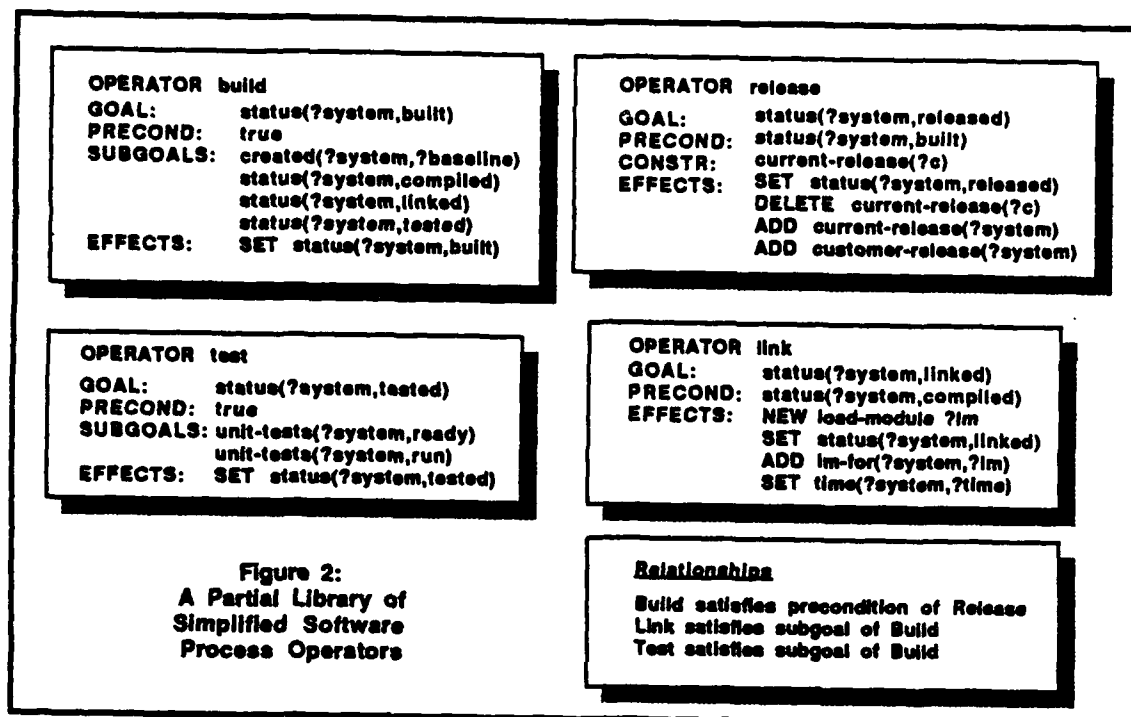 OPERATOR build
GOAL: status(?system,built)
PRECOND: true
SUBGOALS: created(?system,?baseline)
status(?system,compiled)
status(?system,linked)
status(?system,tested)
EFFECTS: SET status(?system,built)
OPERATOR release
GOAL: status(?system,released)
PRECOND: status(?system,built)
CONSTR: current-release(?c)
EFFECTS: SET status(?system,released)
DELETE current-release(?c)
ADD current-release(?system)
ADD customer-release(?system)
OPERATOR test
GOAL: status(?system,tested)
PRECOND: true
SUBGOALS: unit-tests(?system,ready)
unit-tests(?system,run)
EFFECTS: SET status(?system,tested)
OPERATOR link
GOAL: status(?system,linked)
PRECOND: status(?system,compiled)
EFFECTS: NEW load-module ?lm
SET status(?system,linked)
ADD lm-for(?system,?lm)
SET time(?system,?time)
Figure 2:
A Partial Library of
Simplified Software
Process Operators
Relationships
Build satisfies precondition of Release
Link satisfies subgoal of Build
Test satisfies subgoal of Build